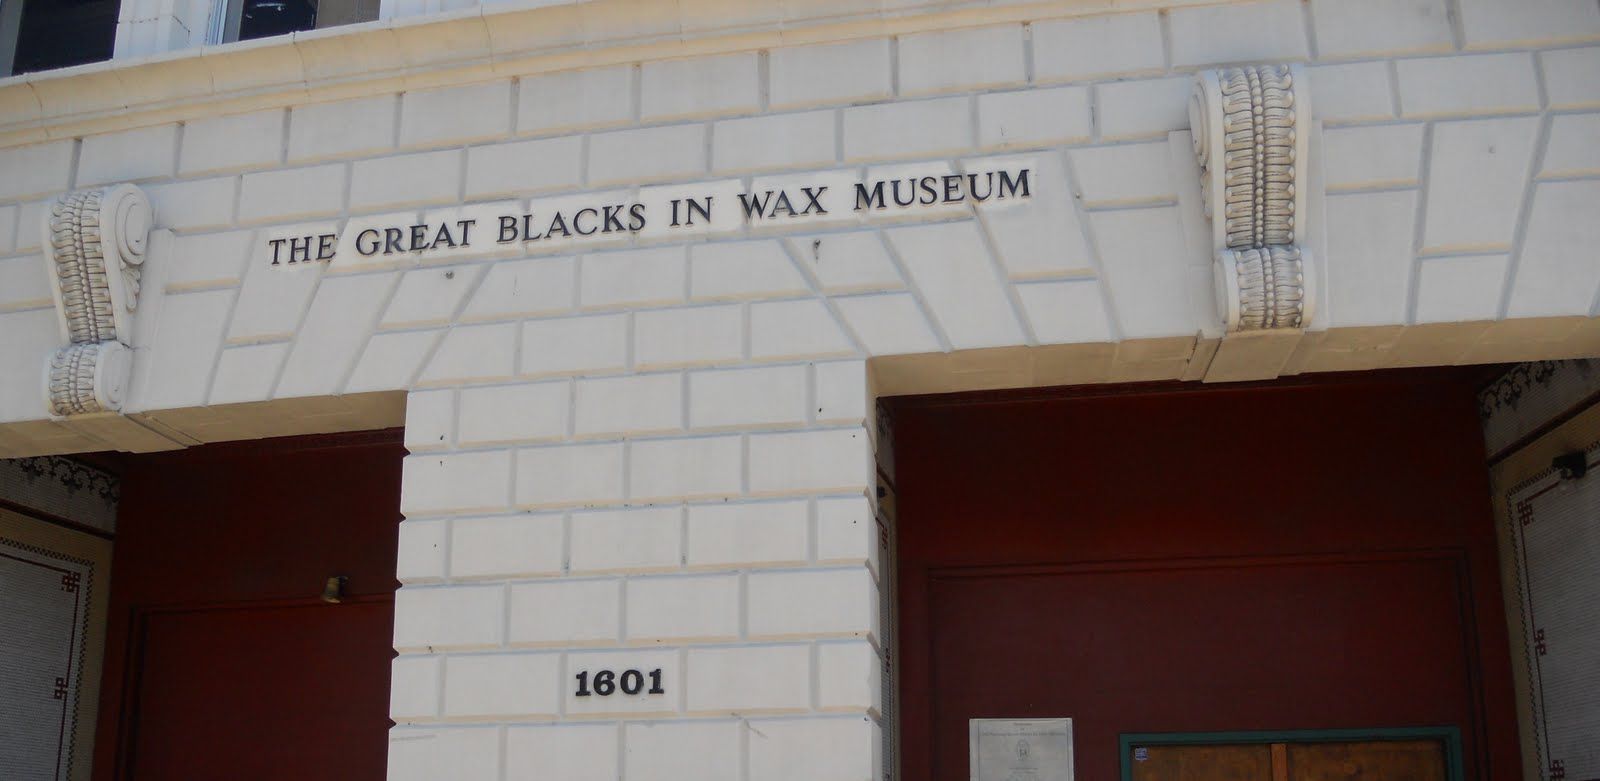 THE GREAT BLACKS IN WAX MUSEUM
1601